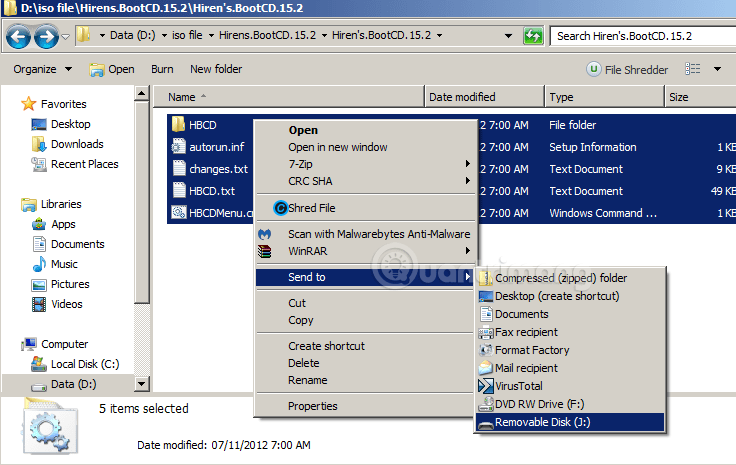 D:\iso file\Hirens.BootCD.15.2\Hiren's.BootCD.15.2
Data (D:) iso file Hirens.BootCD.15.2 Hiren's.BootCD.15.2 Search Hiren's.BootCD.15.2
Organize Open Burn New folder File Shredder
Name Date modified Type Size
Favorites
Desktop
Downloads
Recent Places
Libraries
Apps
Documents
Music
Pictures
Videos
Computer
Local Disk (C:)
Data (D:)
HBCD 2 7:00 AM File folder
autorun.inf 2 7:00 AM Setup Information 1 KB
changes.txt 2 7:00 AM Text Document 9 KB
HBCD.txt 2 7:00 AM Text Document 49 KB
HBCDMenu.c 2 7:00 AM Windows Command ... 1 KB
Open
Open in new window
7-Zip
CRC SHA
Shred File
Scan with Malwarebytes Anti-Malware
WinRAR
Send to
Cut
Copy
Create shortcut
Delete
Rename
Properties
Quantrimang
Compressed (zipped) folder
Desktop (create shortcut)
Documents
Fax recipient
Format Factory
Mail recipient
VirusTotal
DVD RW Drive (F:)
Removable Disk (J:)
5 items selected
Date modified: 07/11/2012 7:00 AM